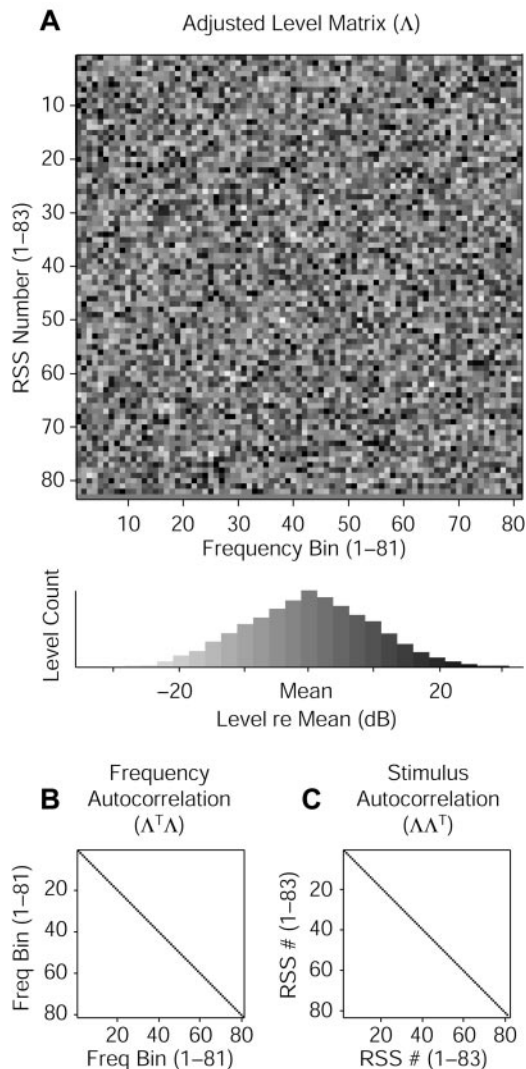 A
Adjusted Level Matrix (Λ)
RSS Number (1–83)
10
20
30
40
50
60
70
80
10 20 30 40 50 60 70 80
Frequency Bin (1–81)
Level Count
−20 Mean 20
Level re Mean (dB)
B
Frequency
Autocorrelation
(ΛᵀΛ)
Freq Bin (1–81)
20
40
60
80
20 40 60 80
Freq Bin (1–81)
C
Stimulus
Autocorrelation
(ΛΛᵀ)
RSS # (1–83)
20
40
60
80
20 40 60 80
RSS # (1–83)